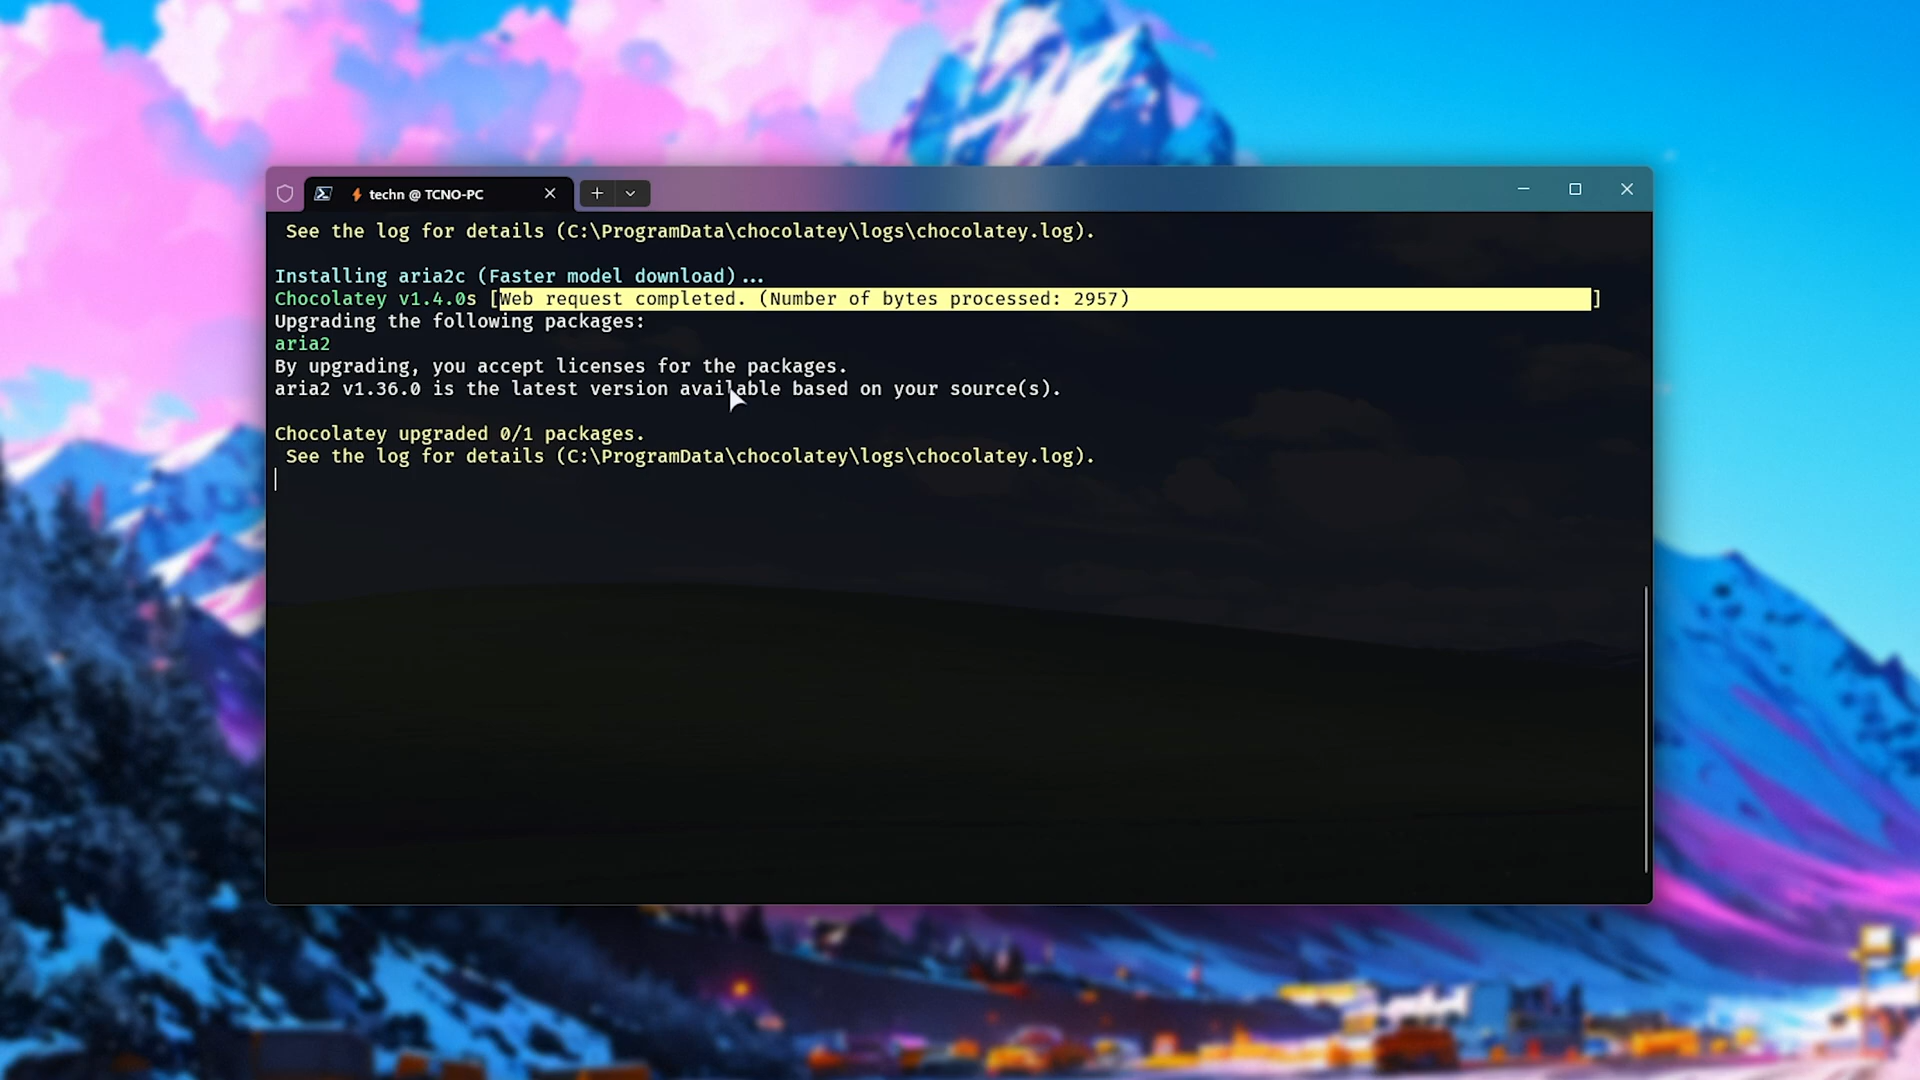 techn @ TCNO-PC
See the log for details (C:\ProgramData\chocolatey\logs\chocolatey.log).
Installing aria2c (Faster model download)...
Chocolatey v1.4.0s [Web request completed. (Number of bytes processed: 2957) ]
Upgrading the following packages:
aria2
By upgrading, you accept licenses for the packages.
aria2 v1.36.0 is the latest version available based on your source(s).
Chocolatey upgraded 0/1 packages.
See the log for details (C:\ProgramData\chocolatey\logs\chocolatey.log).